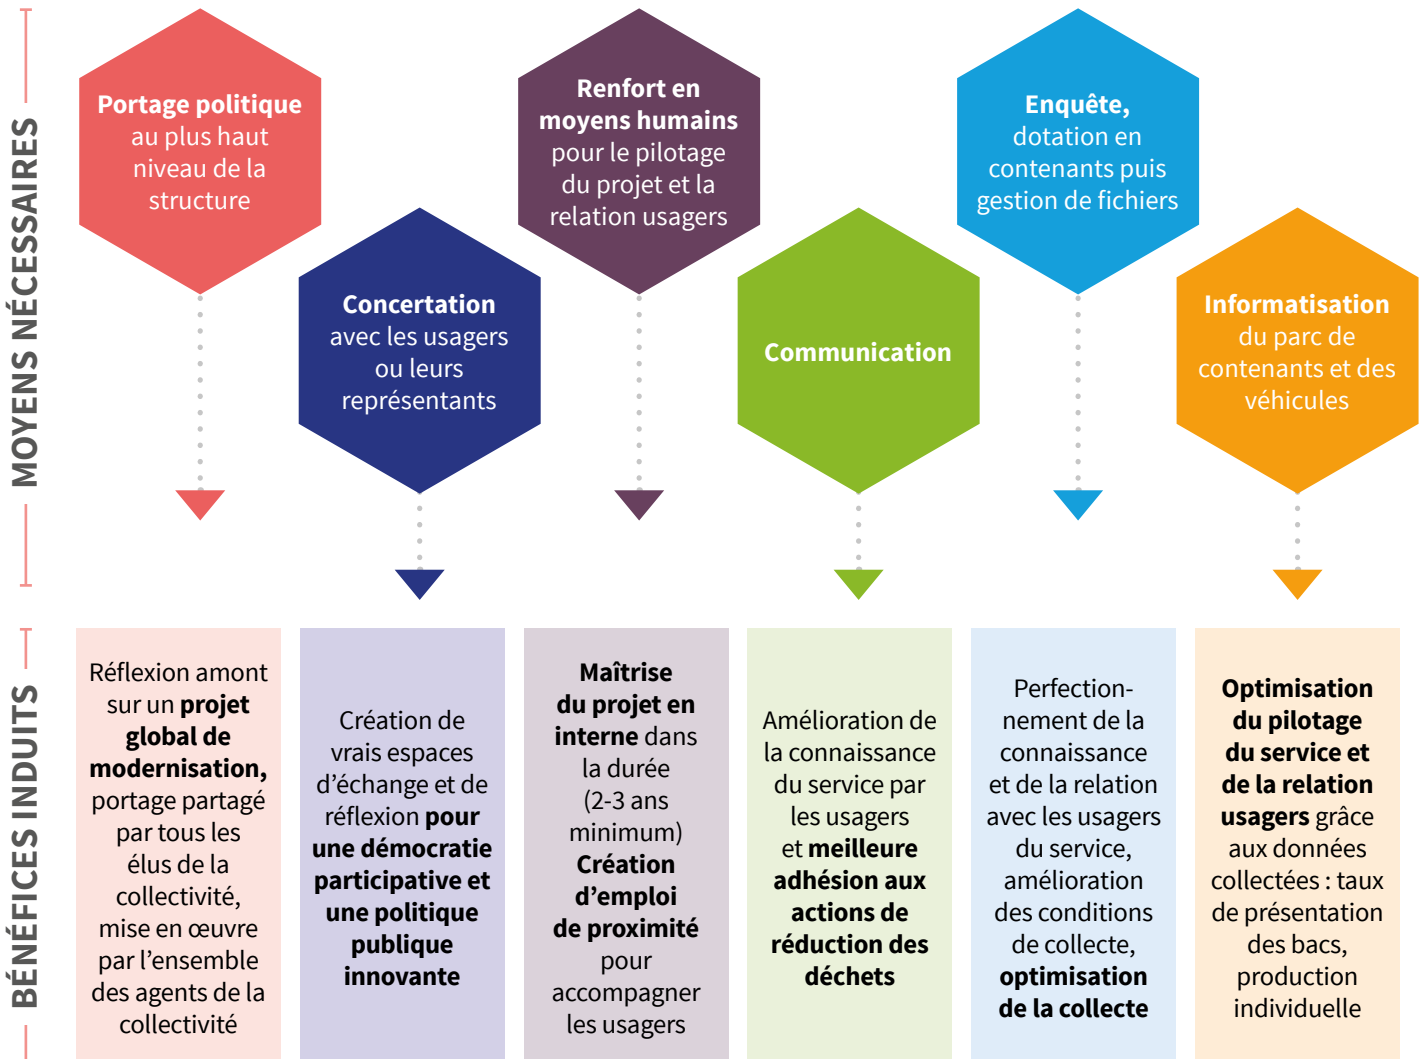 MOYENS NÉCESSAIRES
Portage politique
au plus haut
niveau de la
structure
Concertation
avec les usagers
ou leurs
représentants
Renfort en
moyens humains
pour le pilotage
du projet et la
relation usagers
Communication
Enquête,
dotation en
contenants puis
gestion de fichiers
Informatisation
du parc de
contenants et des
véhicules
BÉNÉFICES INDUITS
Réflexion amont
sur un projet
global de
modernisation,
portage partagé
par tous les
élus de la
collectivité,
mise en œuvre
par l’ensemble
des agents de la
collectivité
Création de
vrais espaces
d’échange et de
réflexion pour
une démocratie
participative et
une politique
publique
innovante
Maîtrise
du projet en
interne dans
la durée
(2-3 ans
minimum)
Création
d’emploi
de proximité
pour
accompagner
les usagers
Amélioration de
la connaissance
du service par
les usagers
et meilleure
adhésion aux
actions de
réduction des
déchets
Perfection-
nement de la
connaissance
et de la relation
avec les usagers
du service,
amélioration
des conditions
de collecte,
optimisation
de la collecte
Optimisation
du pilotage
du service et
de la relation
usagers grâce
aux données
collectées : taux
de présentation
des bacs,
production
individuelle